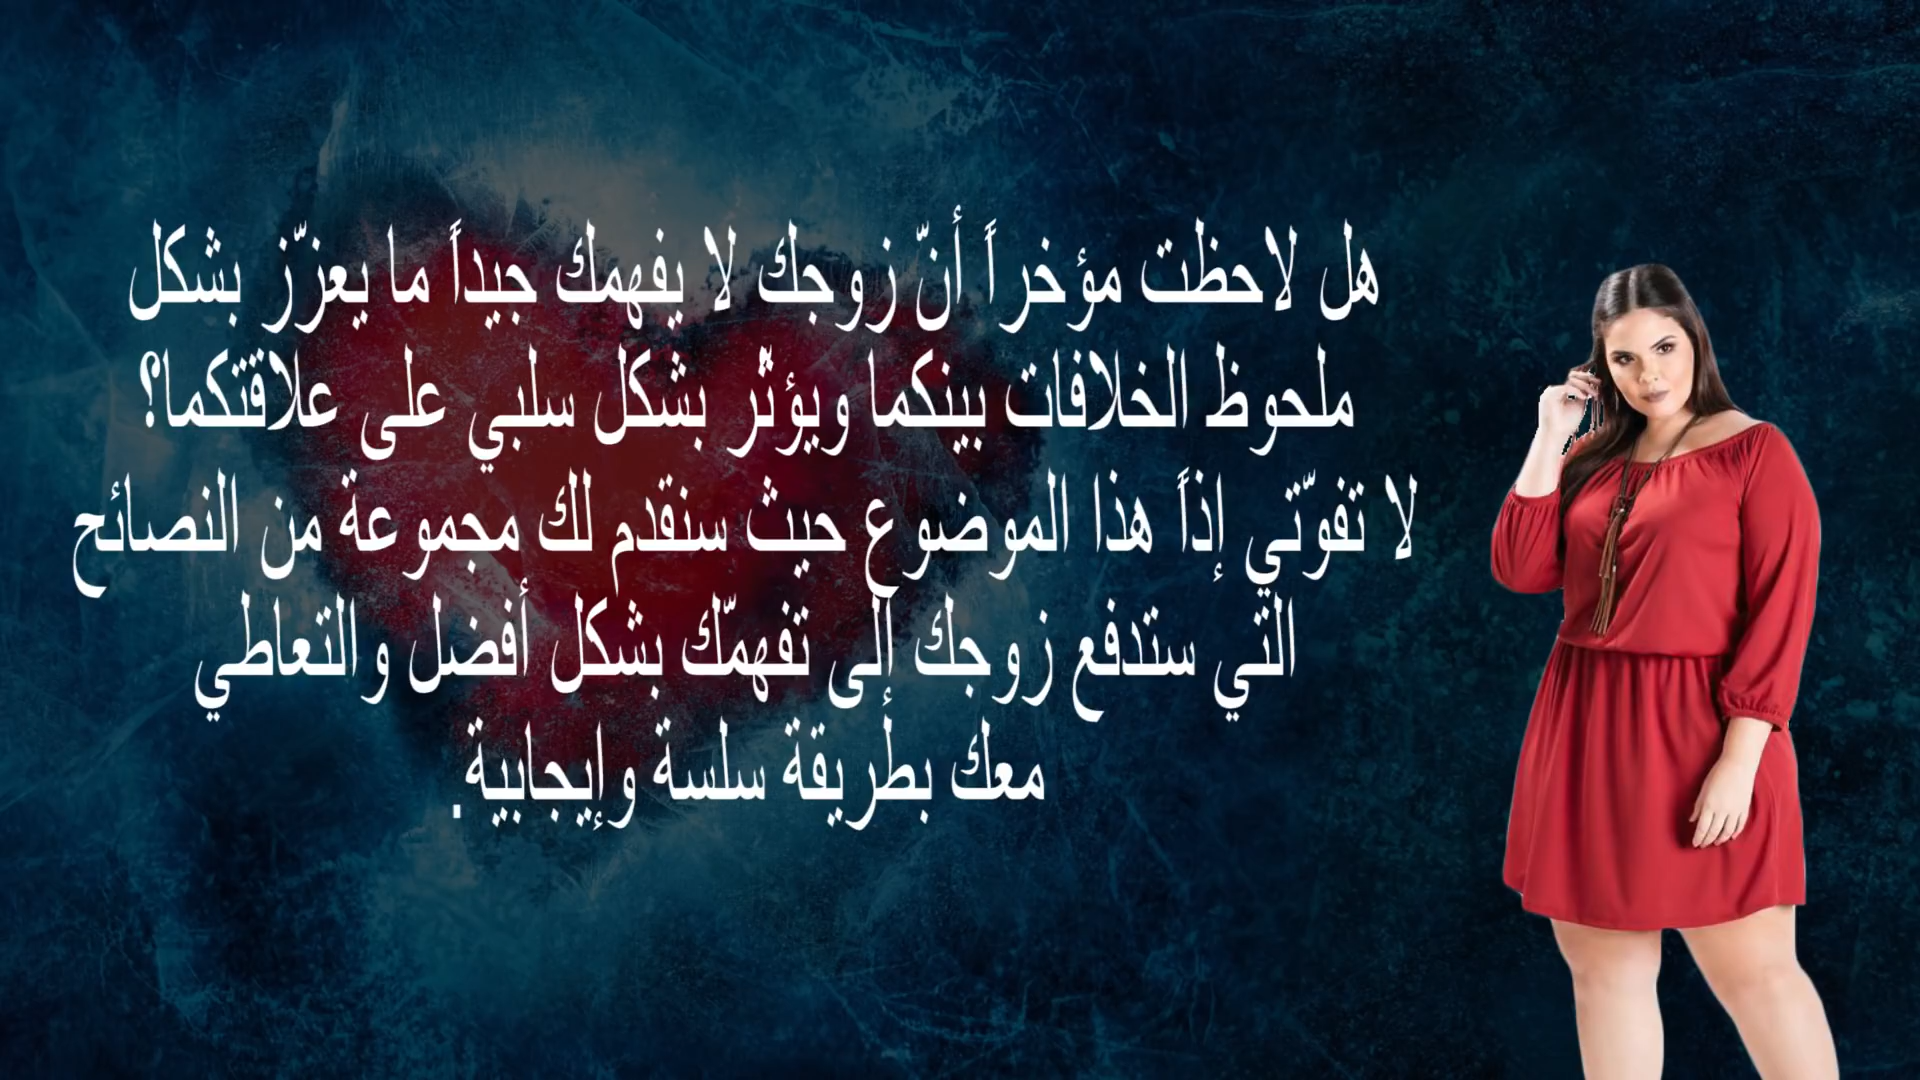 هل لاحظت مؤخراً أنّ زوجك لا يفهمك جيداً ما يعزّز بشكل
ملحوظ الخلافات بينكما ويؤثّر بشكل سلبي على علاقتكما؟
لا تفوّتي إذاً هذا الموضوع حيث سنقدم لك مجموعة من النصائح
التي ستدفع زوجك إلى تفهمّك بشكل أفضل والتعاطي
معك بطريقة سلسة وإيجابية.